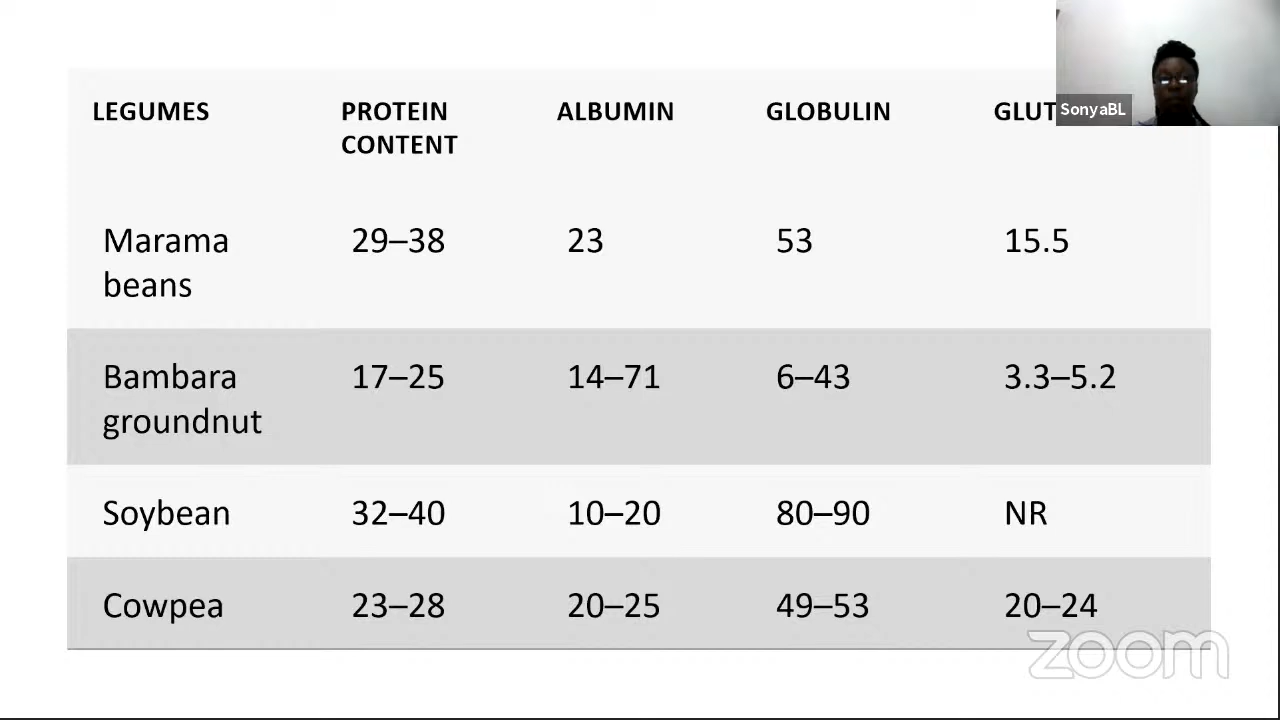 LEGUMES PROTEIN CONTENT ALBUMIN GLOBULIN
SonyaBL
Marama beans 29–38 23 53 15.5
Bambara groundnut 17–25 14–71 6–43 3.3–5.2
Soybean 32–40 10–20 80–90 NR
Cowpea 23–28 20–25 49–53 20–24
zoom